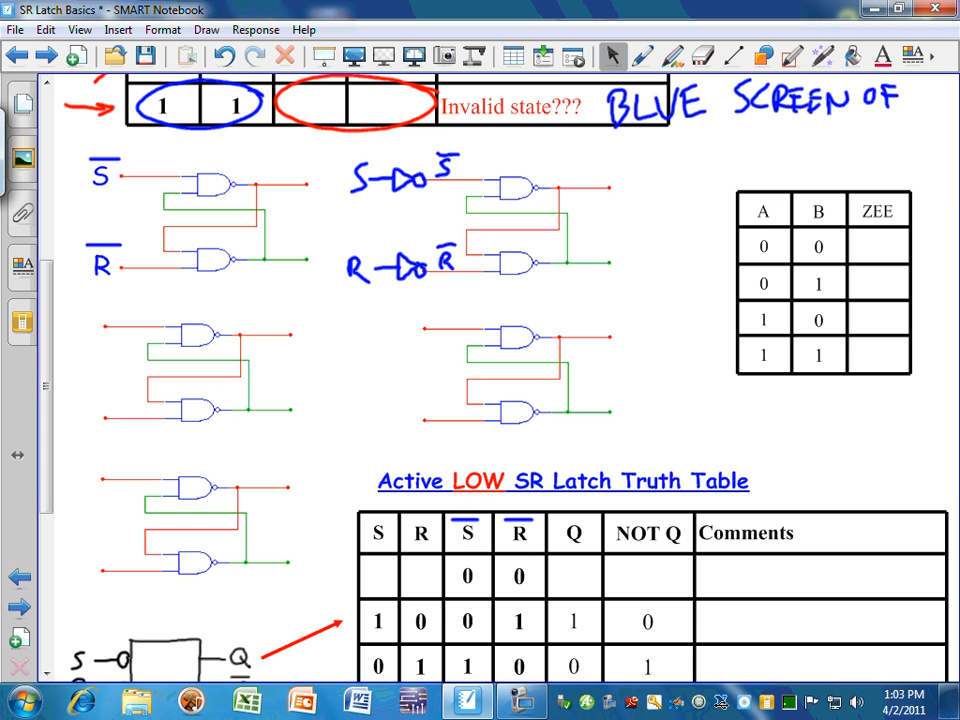 SR Latch Basics * - SMART Notebook
File Edit View Insert Format Draw Response Help
1 1 Invalid state??? BLUE SCREEN OF
S S S
R R R
A B ZEE
0 0
0 1
1 0
1 1
Active LOW SR Latch Truth Table
S R S R Q NOT Q Comments
0 0
1 0 0 1 1 0
0 1 1 0 0 1
S Q
1:03 PM
4/2/2011